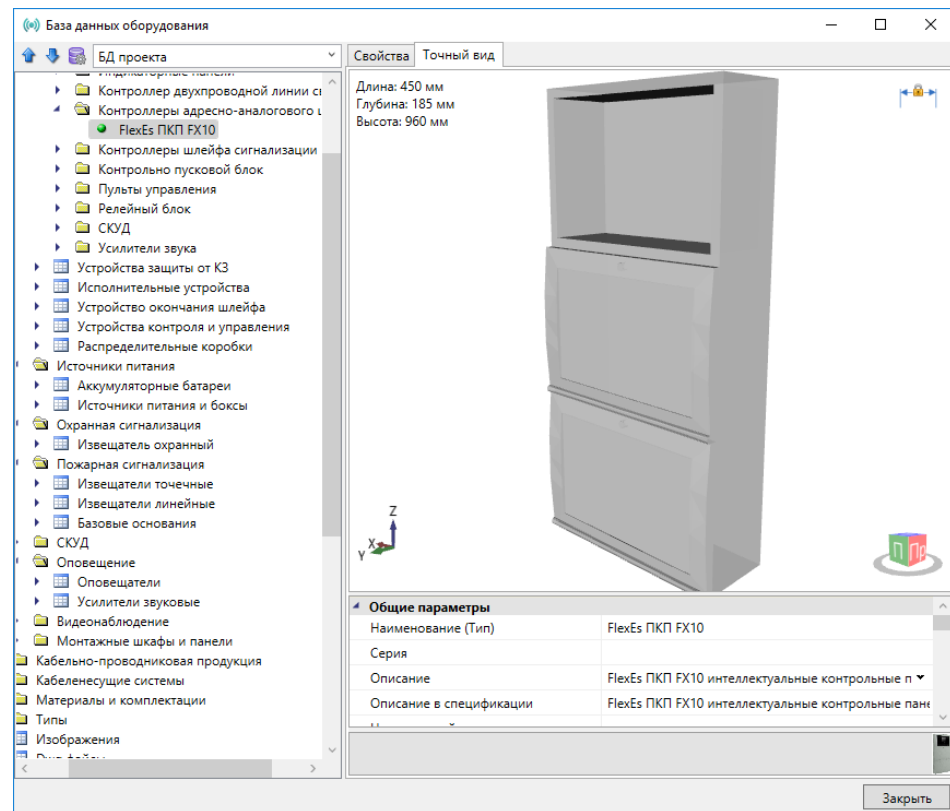 База данных оборудования
БД проекта
Индикаторные панели
Контроллер двухпроводной линии св
Контроллеры адресно-аналогового ш
FlexEs ПКП FX10
Контроллеры шлейфа сигнализации
Контрольно пусковой блок
Пульты управления
Релейный блок
СКУД
Усилители звука
Устройства защиты от КЗ
Исполнительные устройства
Устройство окончания шлейфа
Устройства контроля и управления
Распределительные коробки
Источники питания
Аккумуляторные батареи
Источники питания и боксы
Охранная сигнализация
Извещатель охранный
Пожарная сигнализация
Извещатели точечные
Извещатели линейные
Базовые основания
СКУД
Оповещение
Оповещатели
Усилители звуковые
Видеонаблюдение
Монтажные шкафы и панели
Кабельно-проводниковая продукция
Кабеленесущие системы
Материалы и комплектации
Типы
Изображения
Свойства Точный вид
Длина: 450 мм
Глубина: 185 мм
Высота: 960 мм
Z
X
Y
П Пр
Общие параметры
Наименование (Тип) FlexEs ПКП FX10
Серия
Описание FlexEs ПКП FX10 интеллектуальные контрольные п
Описание в спецификации FlexEs ПКП FX10 интеллектуальные контрольные пане
Закрыть